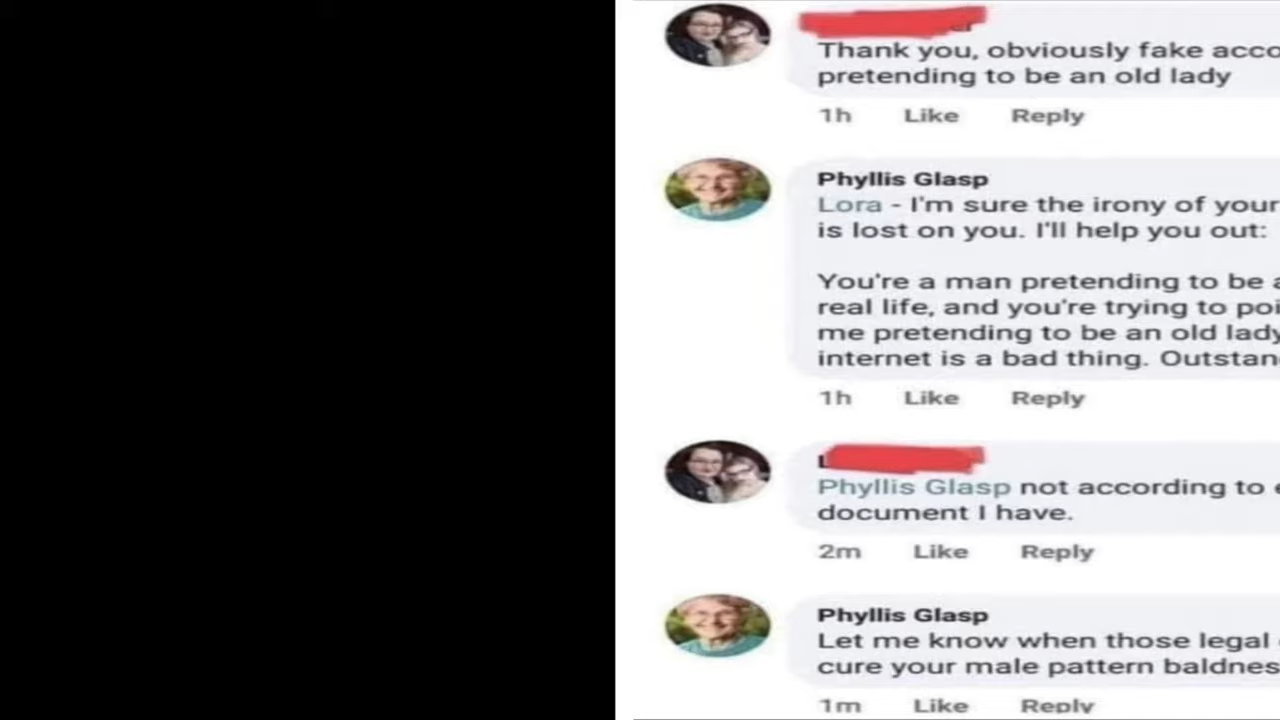 Thank you, obviously fake acco
pretending to be an old lady
1h Like Reply
Phyllis Glasp
Lora - I'm sure the irony of your
is lost on you. I'll help you out:
You're a man pretending to be a
real life, and you're trying to poi
me pretending to be an old lady
internet is a bad thing. Outstan
1h Like Reply
Phyllis Glasp not according to e
document I have.
2m Like Reply
Phyllis Glasp
Let me know when those legal
cure your male pattern baldnes
1m Like Reply